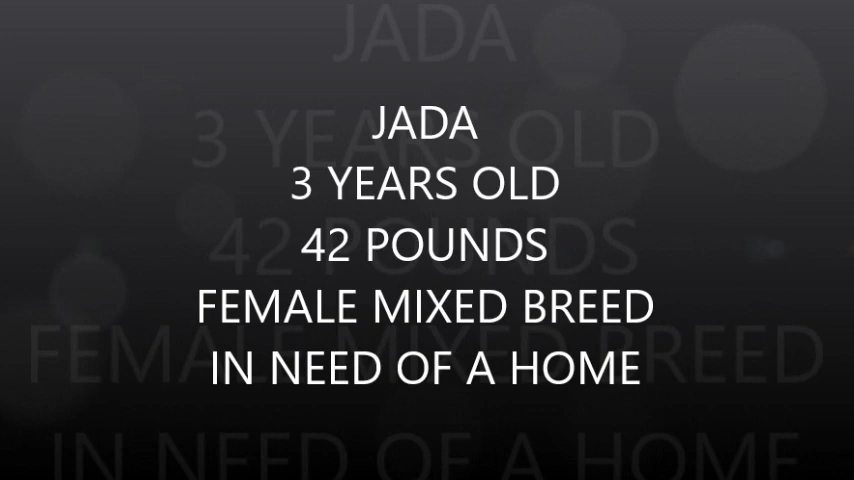 JADA
3 YEARS OLD
42 POUNDS
FEMALE MIXED BREED
IN NEED OF A HOME